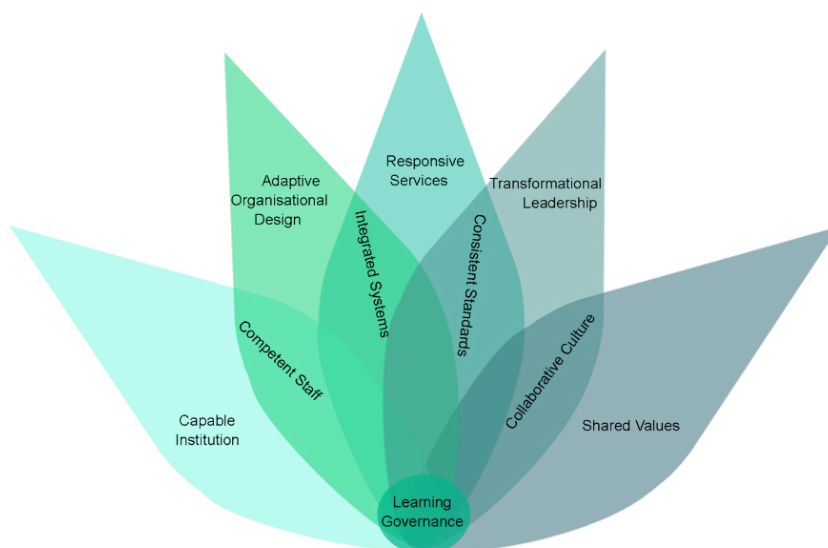 Responsive
Services
Adaptive
Organisational
Design
Transformational
Leadership
Integrated Systems
Consistent Standards
Competent Staff
Collaborative Culture
Capable
Institution
Shared Values
Learning
Governance